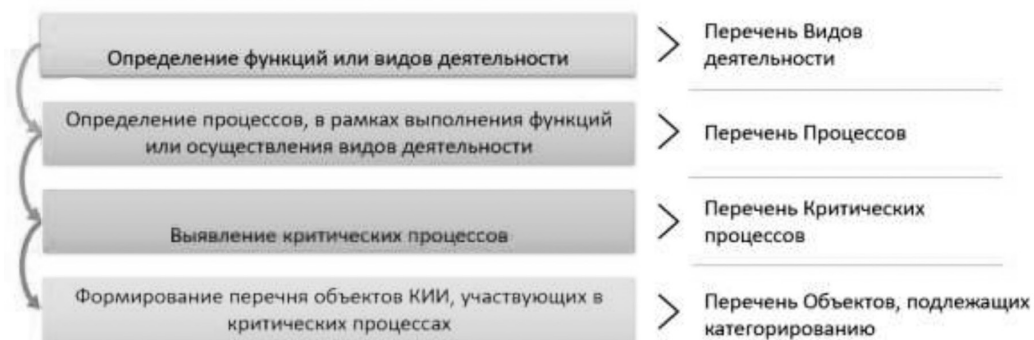 Определение функций или видов деятельности
Перечень Видов
деятельности
Определение процессов, в рамках выполнения функций
или осуществления видов деятельности
Перечень Процессов
Выявление критических процессов
Перечень Критических
процессов
Формирование перечня объектов КИИ, участвующих в
критических процессах
Перечень Объектов, подлежащих
категорированию